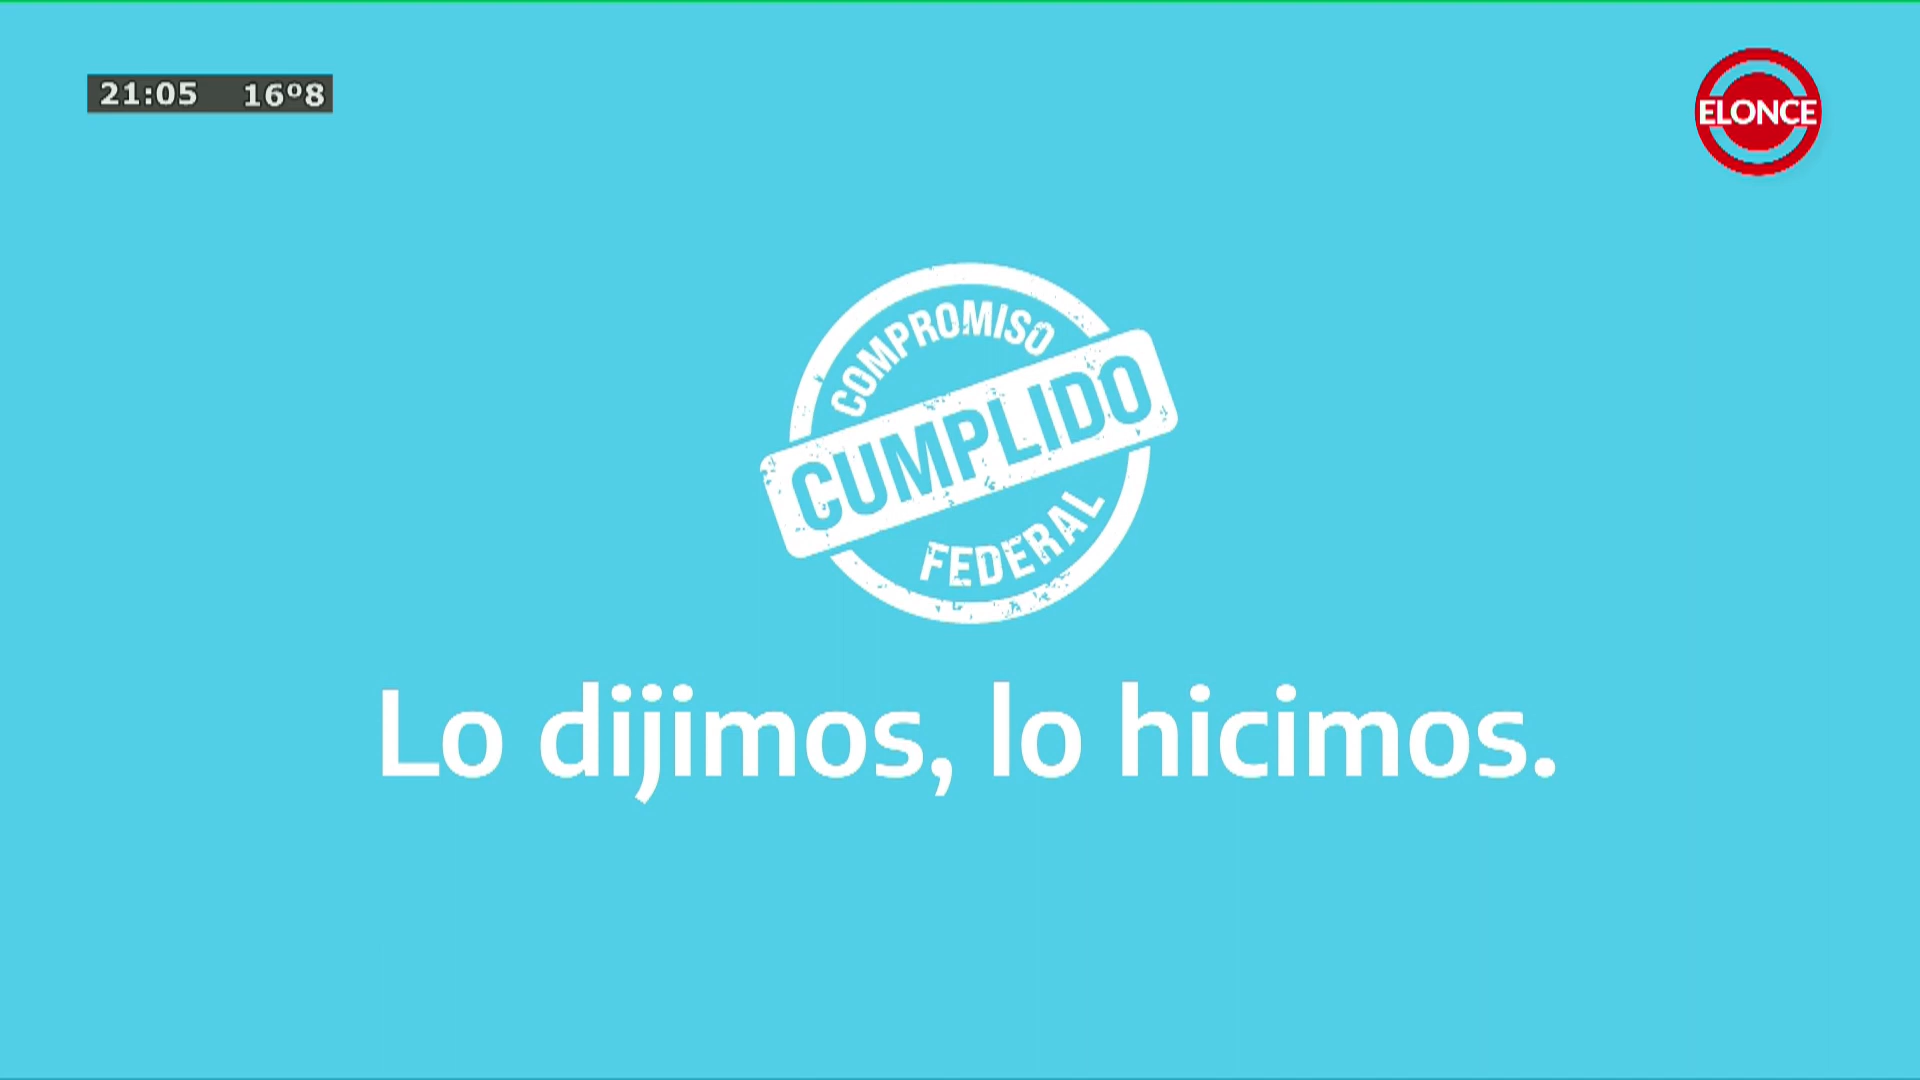 21:05 16º8
ELONCE
COMPROMISO
CUMPLIDO
FEDERAL
Lo dijimos, lo hicimos.